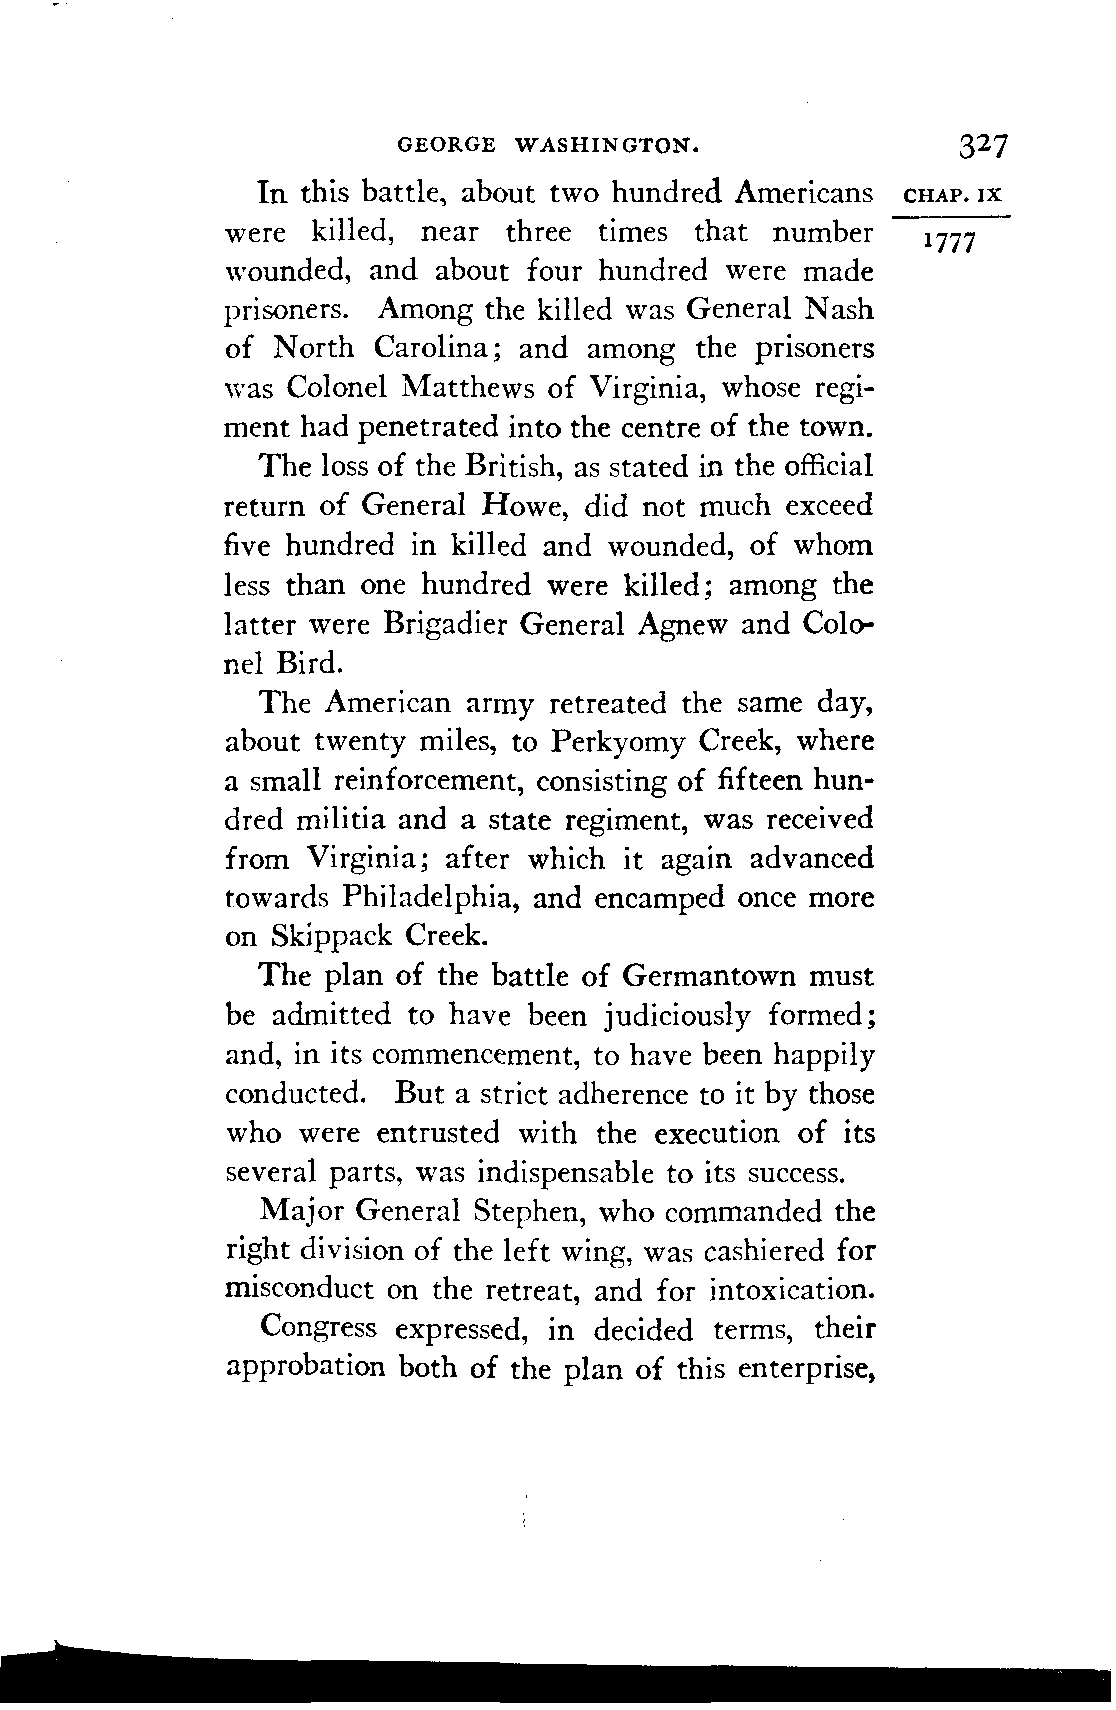 GEORGE WASHINGTON. 327
In this battle, about two hundred Americans CHAP. IX
were killed, near three times that number 1777
wounded, and about four hundred were made
prisoners. Among the killed was General Nash
of North Carolina; and among the prisoners
was Colonel Matthews of Virginia, whose regi-
ment had penetrated into the centre of the town.
The loss of the British, as stated in the official
return of General Howe, did not much exceed
five hundred in killed and wounded, of whom
less than one hundred were killed; among the
latter were Brigadier General Agnew and Colo-
nel Bird.
The American army retreated the same day,
about twenty miles, to Perkyomy Creek, where
a small reinforcement, consisting of fifteen hun-
dred militia and a state regiment, was received
from Virginia; after which it again advanced
towards Philadelphia, and encamped once more
on Skippack Creek.
The plan of the battle of Germantown must
be admitted to have been judiciously formed;
and, in its commencement, to have been happily
conducted. But a strict adherence to it by those
who were entrusted with the execution of its
several parts, was indispensable to its success.
Major General Stephen, who commanded the
right division of the left wing, was cashiered for
misconduct on the retreat, and for intoxication.
Congress expressed, in decided terms, their
approbation both of the plan of this enterprise,